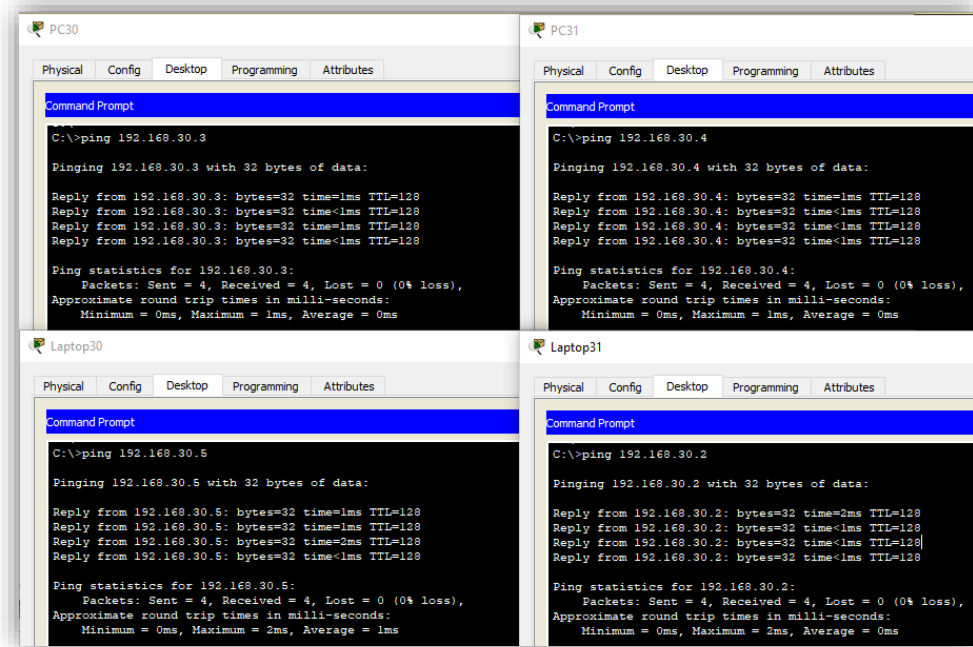 PC30
Physical Config Desktop Programming Attributes
Command Prompt
C:\>ping 192.168.30.3
Pinging 192.168.30.3 with 32 bytes of data:
Reply from 192.168.30.3: bytes=32 time=1ms TTL=128
Reply from 192.168.30.3: bytes=32 time<1ms TTL=128
Reply from 192.168.30.3: bytes=32 time=1ms TTL=128
Reply from 192.168.30.3: bytes=32 time<1ms TTL=128
Ping statistics for 192.168.30.3:
Packets: Sent = 4, Received = 4, Lost = 0 (0% loss),
Approximate round trip times in milli-seconds:
Minimum = 0ms, Maximum = 1ms, Average = 0ms
PC31
Physical Config Desktop Programming Attributes
Command Prompt
C:\>ping 192.168.30.4
Pinging 192.168.30.4 with 32 bytes of data:
Reply from 192.168.30.4: bytes=32 time=1ms TTL=128
Reply from 192.168.30.4: bytes=32 time<1ms TTL=128
Reply from 192.168.30.4: bytes=32 time<1ms TTL=128
Reply from 192.168.30.4: bytes=32 time<1ms TTL=128
Ping statistics for 192.168.30.4:
Packets: Sent = 4, Received = 4, Lost = 0 (0% loss),
Approximate round trip times in milli-seconds:
Minimum = 0ms, Maximum = 1ms, Average = 0ms
Laptop30
Physical Config Desktop Programming Attributes
Command Prompt
C:\>ping 192.168.30.5
Pinging 192.168.30.5 with 32 bytes of data:
Reply from 192.168.30.5: bytes=32 time=1ms TTL=128
Reply from 192.168.30.5: bytes=32 time=1ms TTL=128
Reply from 192.168.30.5: bytes=32 time=2ms TTL=128
Reply from 192.168.30.5: bytes=32 time<1ms TTL=128
Ping statistics for 192.168.30.5:
Packets: Sent = 4, Received = 4, Lost = 0 (0% loss),
Approximate round trip times in milli-seconds:
Minimum = 0ms, Maximum = 2ms, Average = 1ms
Laptop31
Physical Config Desktop Programming Attributes
Command Prompt
C:\>ping 192.168.30.2
Pinging 192.168.30.2 with 32 bytes of data:
Reply from 192.168.30.2: bytes=32 time=2ms TTL=128
Reply from 192.168.30.2: bytes=32 time<1ms TTL=128
Reply from 192.168.30.2: bytes=32 time<1ms TTL=128
Reply from 192.168.30.2: bytes=32 time<1ms TTL=128
Ping statistics for 192.168.30.2:
Packets: Sent = 4, Received = 4, Lost = 0 (0% loss),
Approximate round trip times in milli-seconds:
Minimum = 0ms, Maximum = 2ms, Average = 0ms